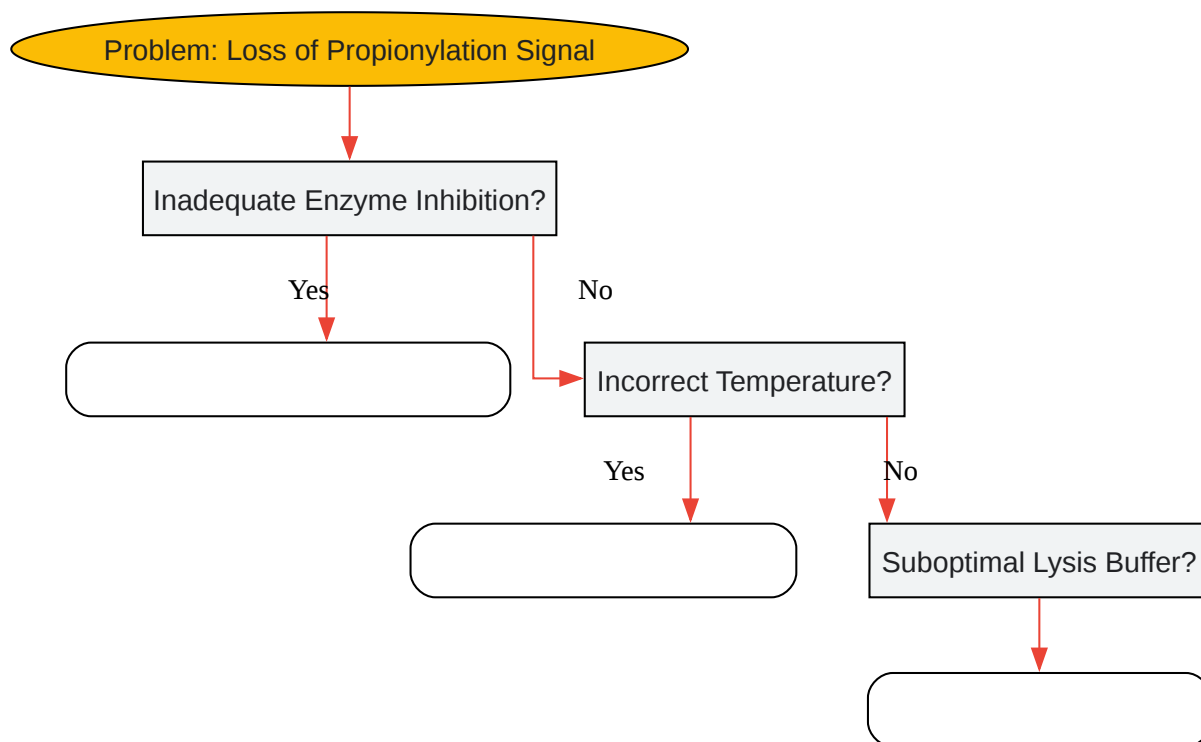 Problem: Loss of Propionylation Signal
Inadequate Enzyme Inhibition?
Yes
No
Incorrect Temperature?
Yes
No
Suboptimal Lysis Buffer?